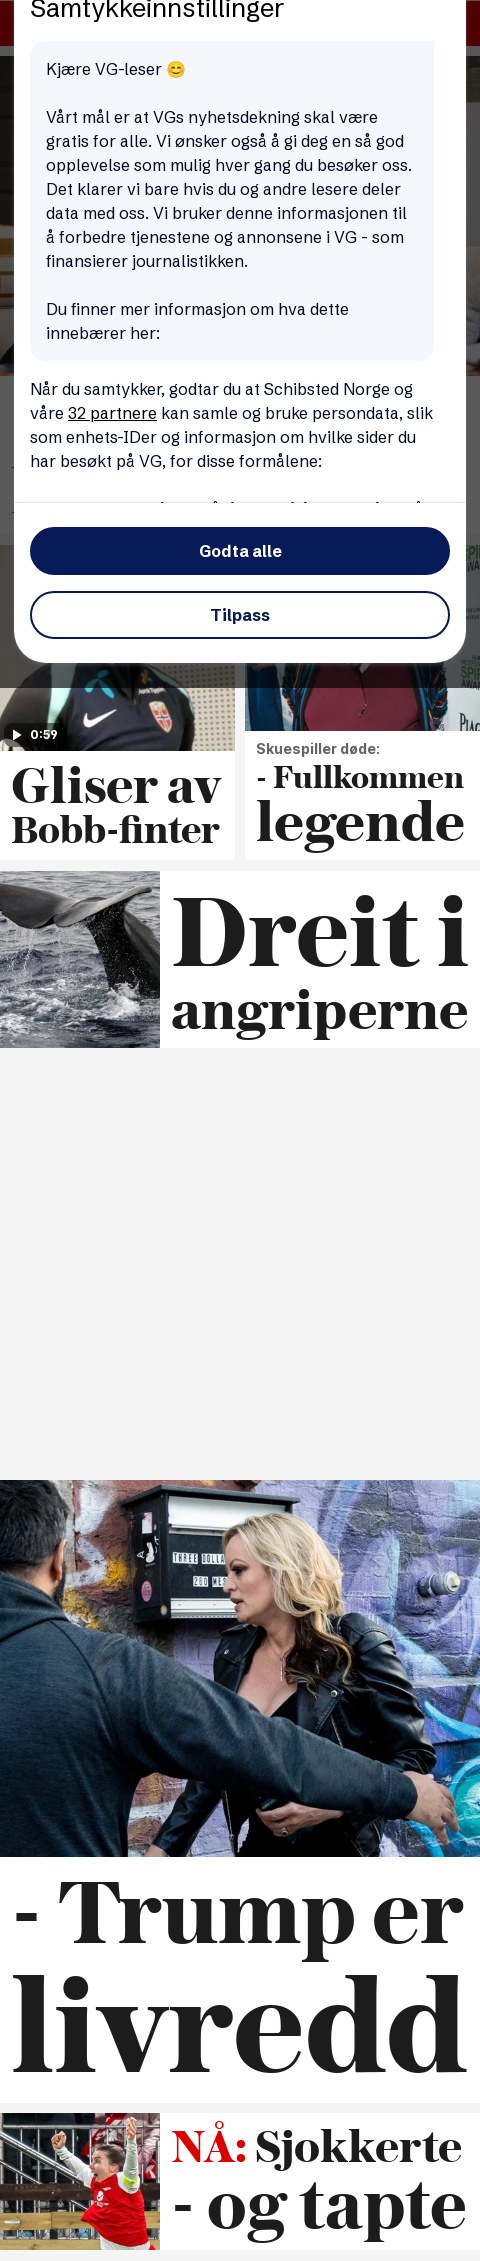 Samtykkeinnstillinger
Kjære VG-leser 😊
Vårt mål er at VGs nyhetsdekning skal være
gratis for alle. Vi ønsker også å gi deg en så god
opplevelse som mulig hver gang du besøker oss.
Det klarer vi bare hvis du og andre lesere deler
data med oss. Vi bruker denne informasjonen til
å forbedre tjenestene og annonsene i VG - som
finansierer journalistikken.
Du finner mer informasjon om hva dette
innebærer her:
Når du samtykker, godtar du at Schibsted Norge og
våre 32 partnere kan samle og bruke persondata, slik
som enhets-IDer og informasjon om hvilke sider du
har besøkt på VG, for disse formålene:
Godta alle
Tilpass
0:59
Gliser av
Bobb-finter
Skuespiller døde:
- Fullkommen
legende
Dreit i
angriperne
THREE DOLLA
- Trump er
livredd
NÅ: Sjokkerte
- og tapte